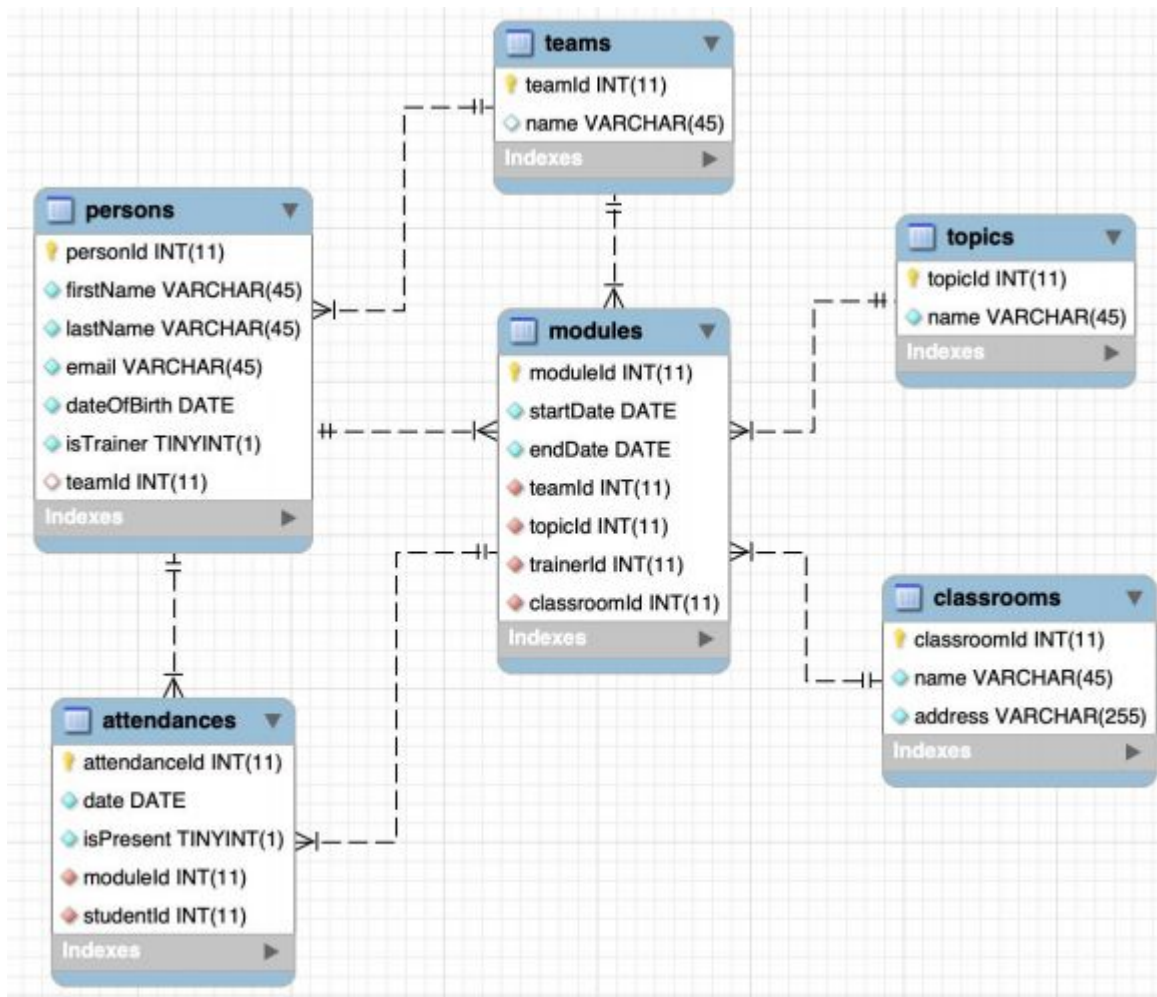 teams
teamId INT(11)
name VARCHAR(45)
Indexes
persons
personId INT(11)
firstName VARCHAR(45)
lastName VARCHAR(45)
email VARCHAR(45)
dateOfBirth DATE
isTrainer TINYINT(1)
teamId INT(11)
Indexes
topics
topicId INT(11)
name VARCHAR(45)
Indexes
modules
moduleId INT(11)
startDate DATE
endDate DATE
teamId INT(11)
topicId INT(11)
trainerId INT(11)
classroomId INT(11)
Indexes
classrooms
classroomId INT(11)
name VARCHAR(45)
address VARCHAR(255)
Indexes
attendances
attendanceId INT(11)
date DATE
isPresent TINYINT(1)
moduleId INT(11)
studentId INT(11)
Indexes